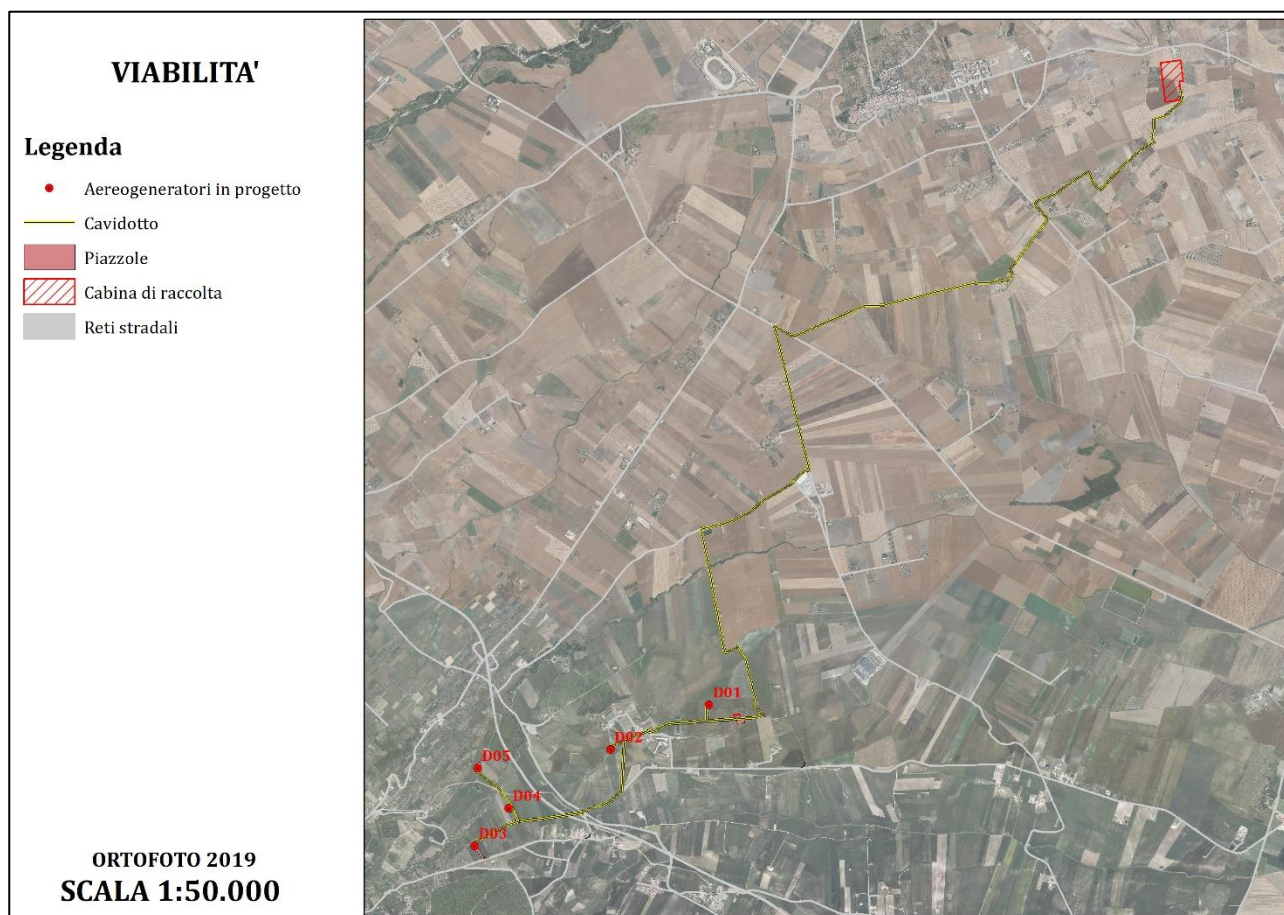 VIABILITA'
Legenda
Aereogeneratori in progetto
Cavidotto
Piazzole
Cabina di raccolta
Reti stradali
D01
D02
D05
D04
D03
ORTOFOTO 2019
SCALA 1:50.000